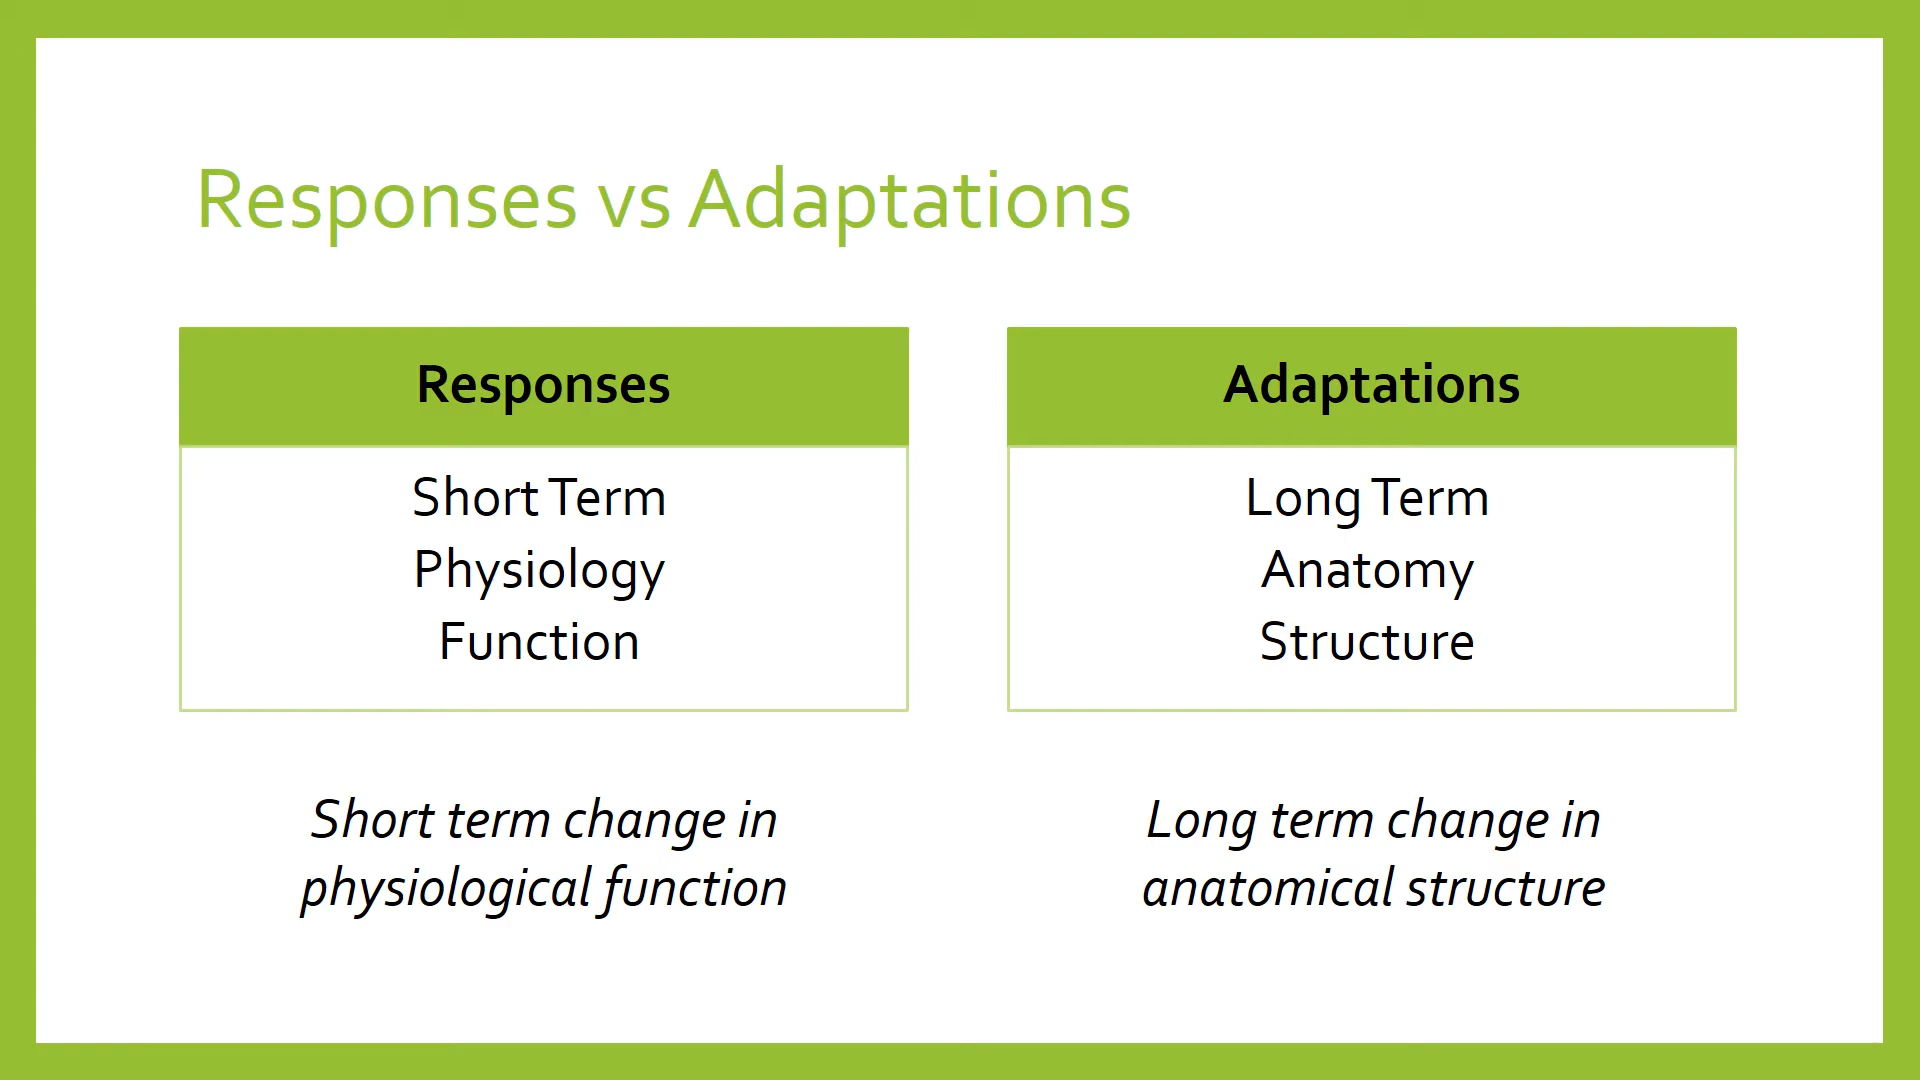 Responses vs Adaptations
Responses
Short Term
Physiology
Function
Short term change in
physiological function
Adaptations
Long Term
Anatomy
Structure
Long term change in
anatomical structure